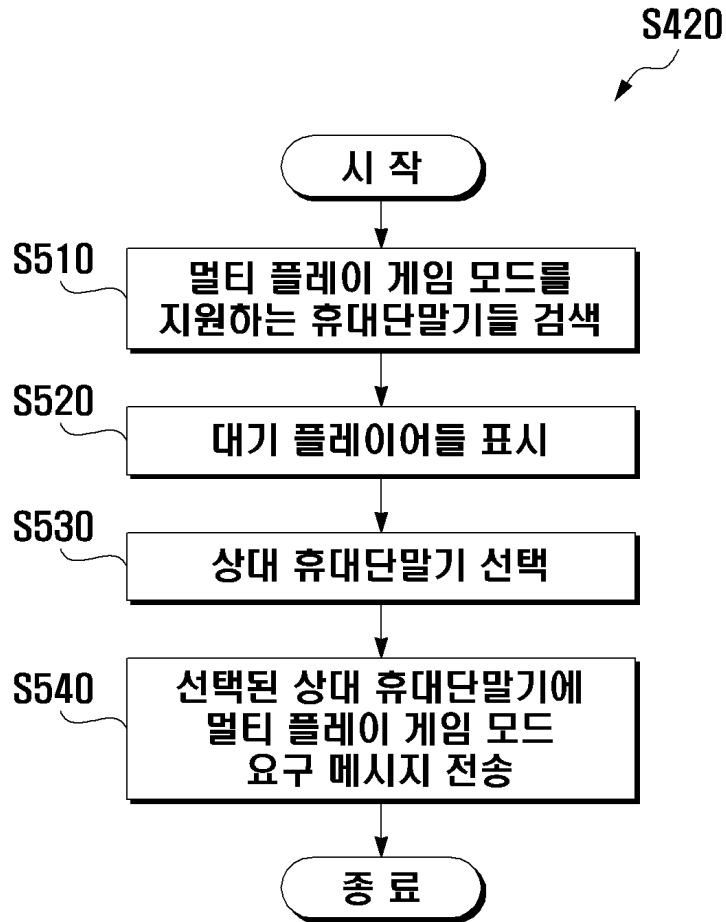 S420
시 작
S510
멀티 플레이 게임 모드를
지원하는 휴대단말기들 검색
S520
대기 플레이어들 표시
S530
상대 휴대단말기 선택
S540
선택된 상대 휴대단말기에
멀티 플레이 게임 모드
요구 메시지 전송
종 료